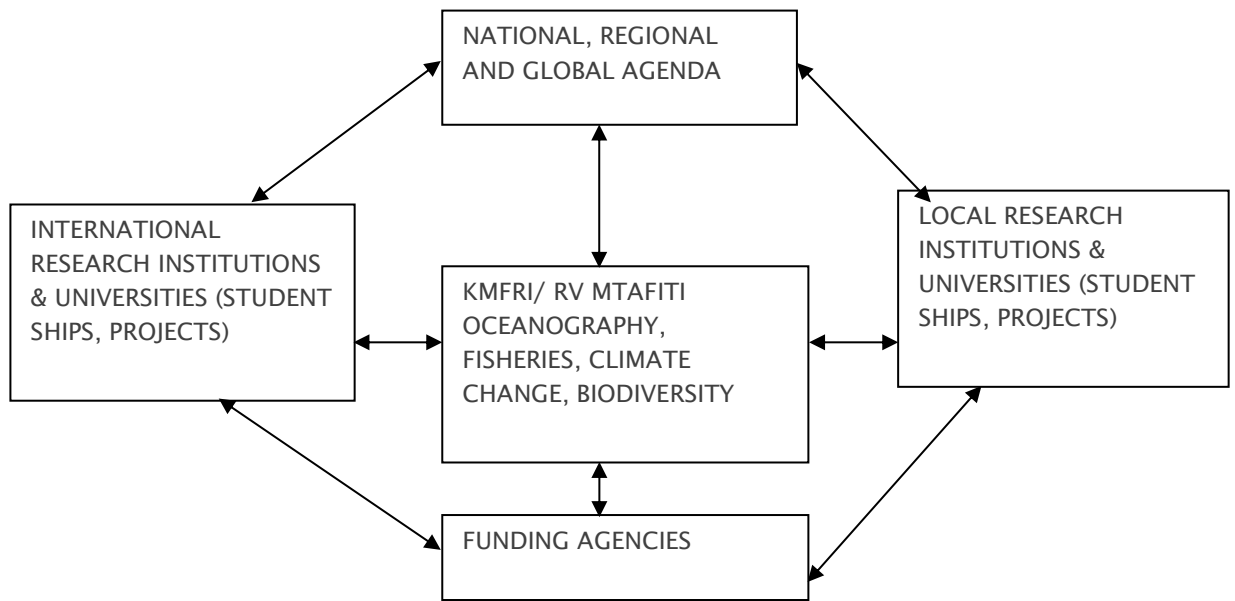 NATIONAL, REGIONAL
AND GLOBAL AGENDA
INTERNATIONAL
RESEARCH INSTITUTIONS
& UNIVERSITIES (STUDENT
SHIPS, PROJECTS)
KMFRI/ RV MTAFITI
OCEANOGRAPHY,
FISHERIES, CLIMATE
CHANGE, BIODIVERSITY
LOCAL RESEARCH
INSTITUTIONS &
UNIVERSITIES (STUDENT
SHIPS, PROJECTS)
FUNDING AGENCIES